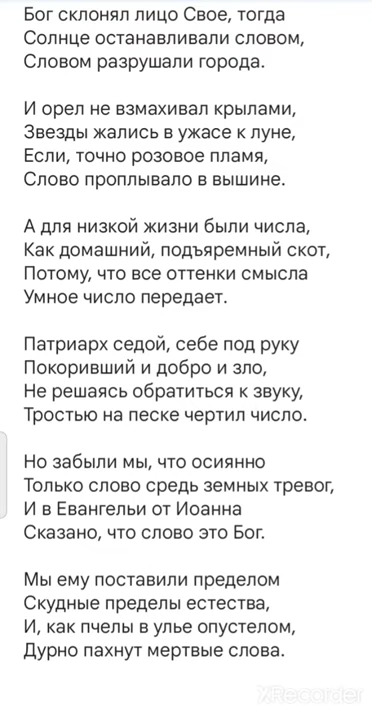 Бог склонял лицо Свое, тогда
Солнце останавливали словом,
Словом разрушали города.
И орел не взмахивал крылами,
Звезды жались в ужасе к луне,
Если, точно розовое пламя,
Слово проплывало в вышине.
А для низкой жизни были числа,
Как домашний, подъяремный скот,
Потому, что все оттенки смысла
Умное число передает.
Патриарх седой, себе под руку
Покоривший и добро и зло,
Не решаясь обратиться к звуку,
Тростью на песке чертил число.
Но забыли мы, что осиянно
Только слово средь земных тревог,
И в Евангельи от Иоанна
Сказано, что слово это Бог.
Мы ему поставили пределом
Скудные пределы естества,
И, как пчелы в улье опустелом,
Дурно пахнут мертвые слова.
XRecorder